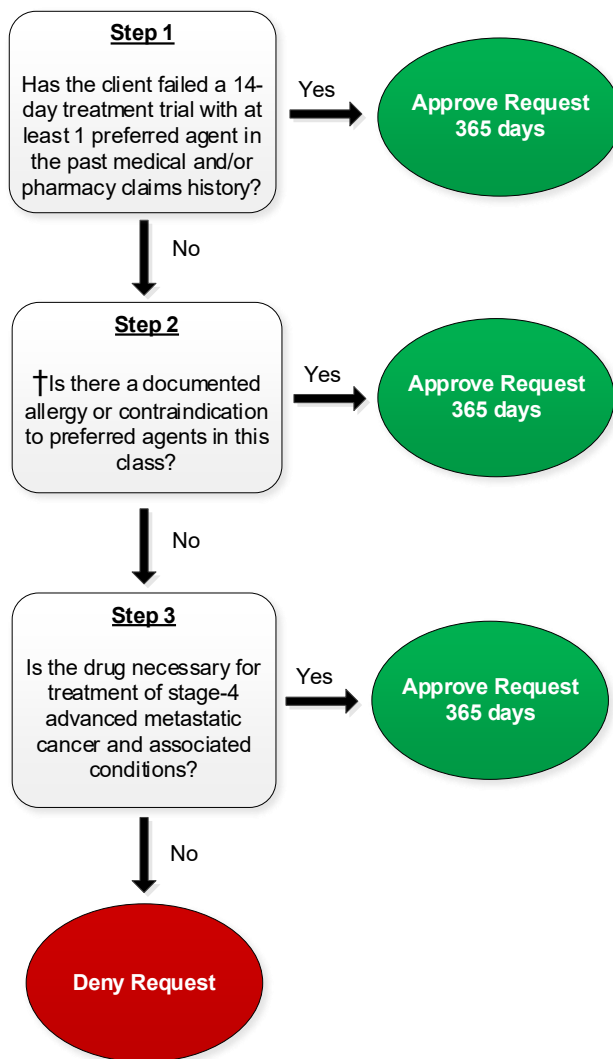 Step 1
Has the client failed a 14-
day treatment trial with at
least 1 preferred agent in
the past medical and/or
pharmacy claims history?
Yes
Approve Request
365 days
No
Step 2
†Is there a documented
allergy or contraindication
to preferred agents in this
class?
Yes
Approve Request
365 days
No
Step 3
Is the drug necessary for
treatment of stage-4
advanced metastatic
cancer and associated
conditions?
Yes
Approve Request
365 days
No
Deny Request